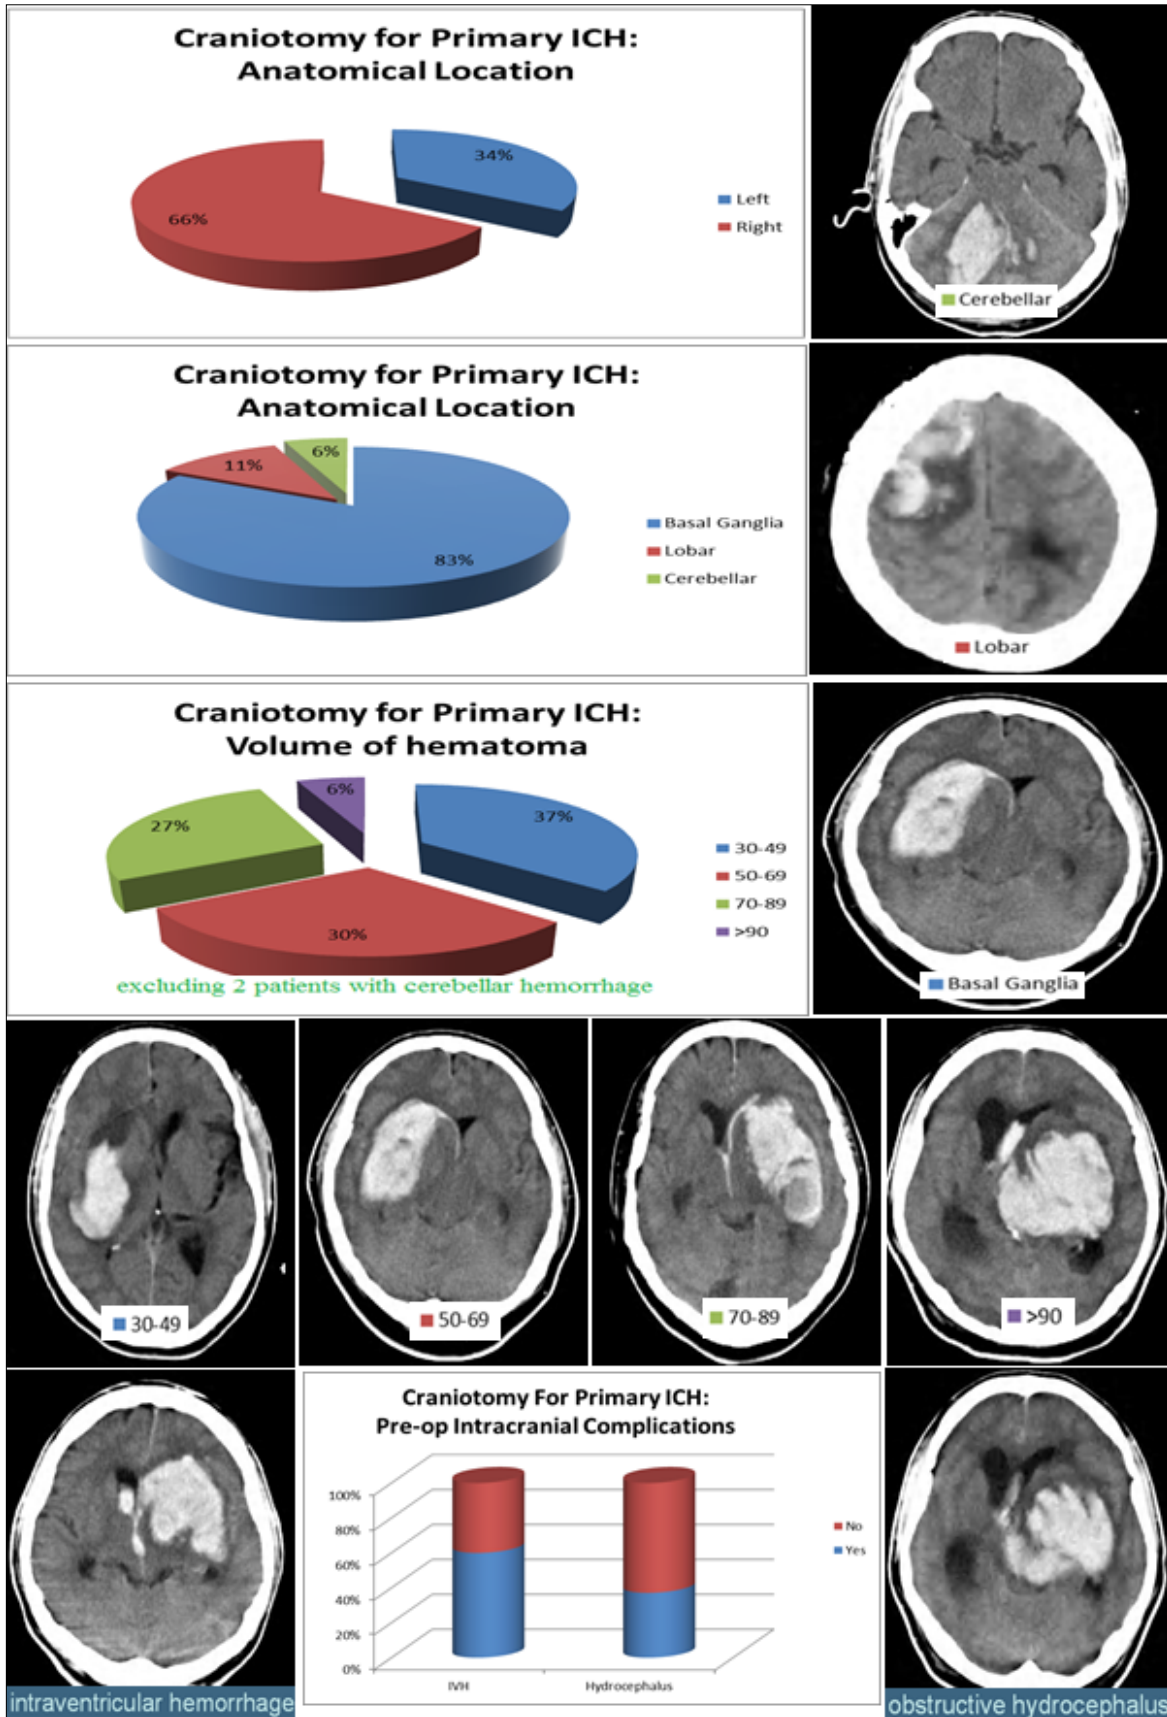 Craniotomy for Primary ICH:
Anatomical Location
34%
66%
Left
Right
Cerebellar
Craniotomy for Primary ICH:
Anatomical Location
6%
11%
83%
Basal Ganglia
Lobar
Cerebellar
Lobar
Craniotomy for Primary ICH:
Volume of hematoma
6%
37%
27%
30%
30-49
50-69
70-89
>90
excluding 2 patients with cerebellar hemorrhage
Basal Ganglia
30-49
50-69
70-89
>90
Craniotomy For Primary ICH:
Pre-op Intracranial Complications
100%
80%
60%
40%
20%
0%
IVH
Hydrocephalus
No
Yes
intraventricular hemorrhage
obstructive hydrocephalus